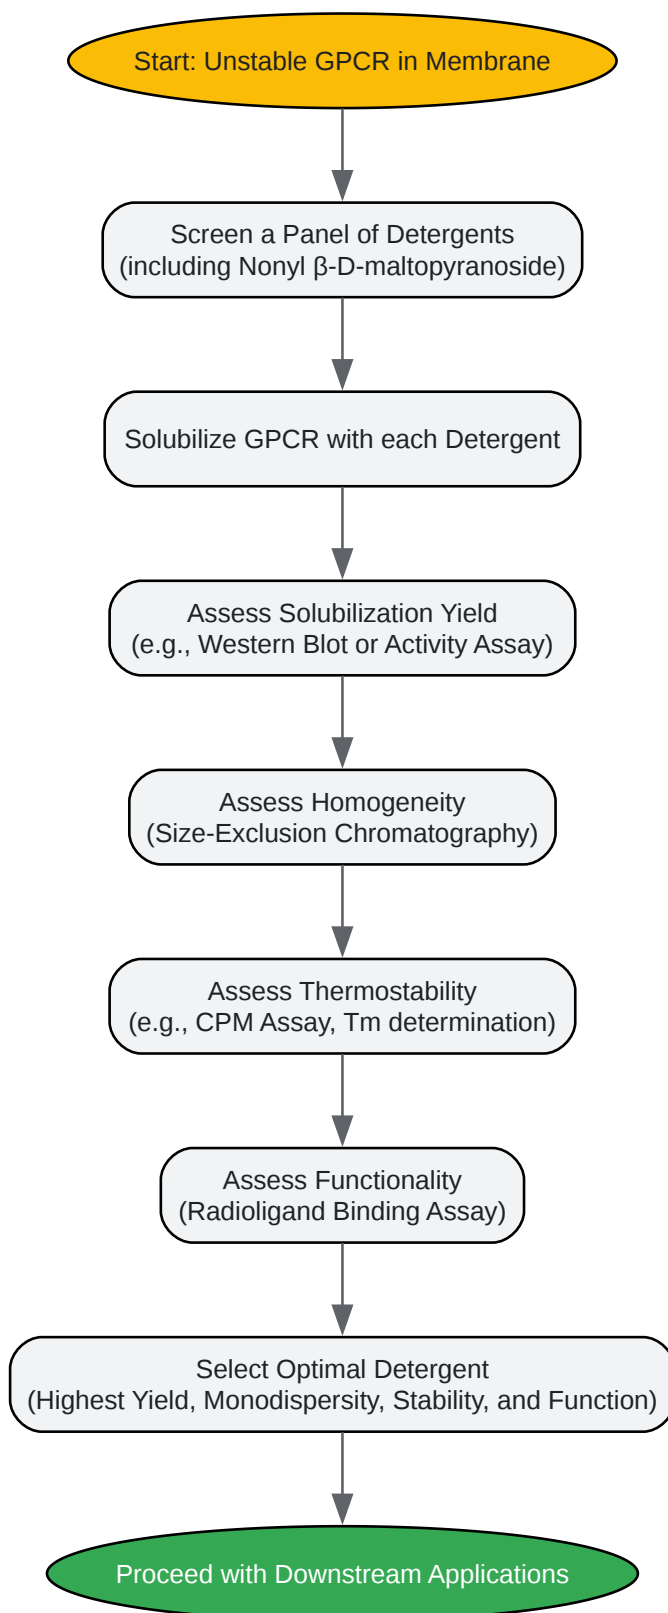 Start: Unstable GPCR in Membrane
Screen a Panel of Detergents
(including Nonyl β-D-maltopyranoside)
Solubilize GPCR with each Detergent
Assess Solubilization Yield
(e.g., Western Blot or Activity Assay)
Assess Homogeneity
(Size-Exclusion Chromatography)
Assess Thermostability
(e.g., CPM Assay, Tm determination)
Assess Functionality
(Radioligand Binding Assay)
Select Optimal Detergent
(Highest Yield, Monodispersity, Stability, and Function)
Proceed with Downstream Applications